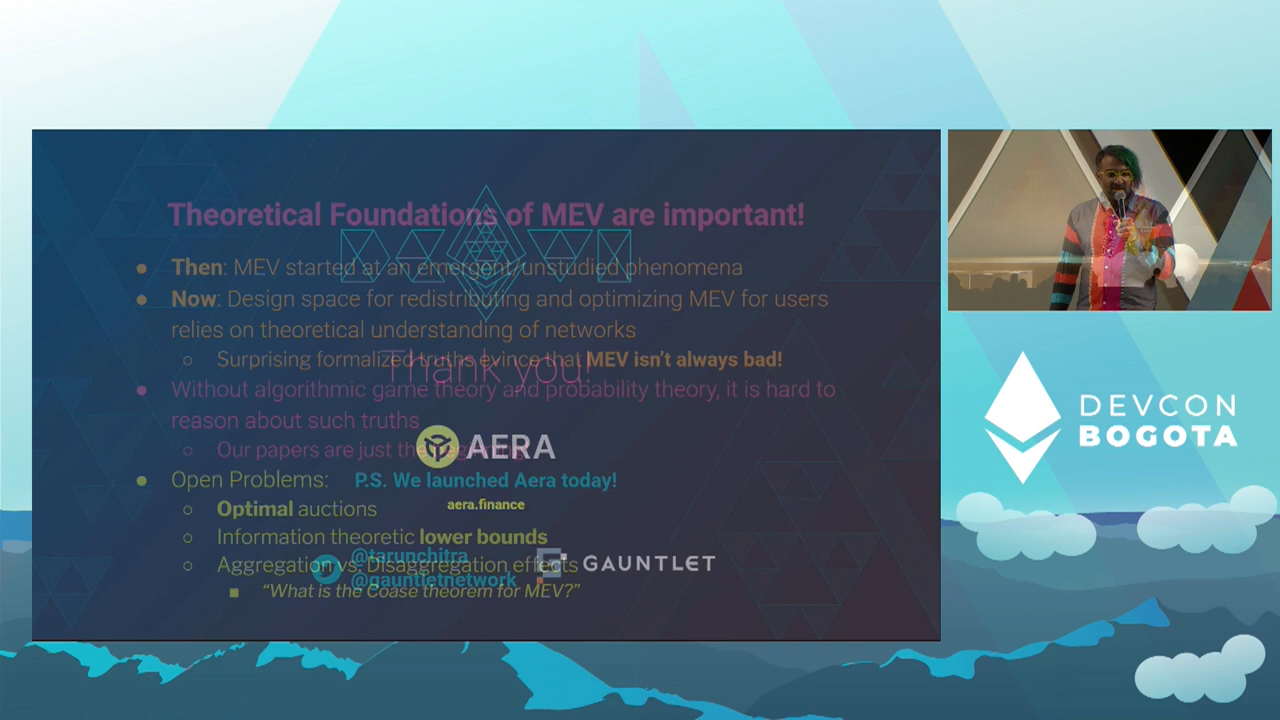 Theoretical Foundations of MEV are important!
DEVCON
Then: MEV started at an emergent/unstudied phenomena
Now: Design space for redistributing and optimizing MEV for users
relies on theoretical understanding of networks
Surprising formalized truths evince that MEV isn't always bad!
Thank you!
Without algorithmic game theory and probability theory, it is hard to
reason about such truths
Our papers are just the
AERA
Open Problems:
P.S. We launched Aera today!
aera.finance
Optimal auctions
Information theoretic lower bounds
Aggregation vs. Disaggregation effects
@tarunchitra
@gauntletnetwork
GAUNTLET
"What is the Coase theorem for MEV?"
DEVCON
BOGOTA